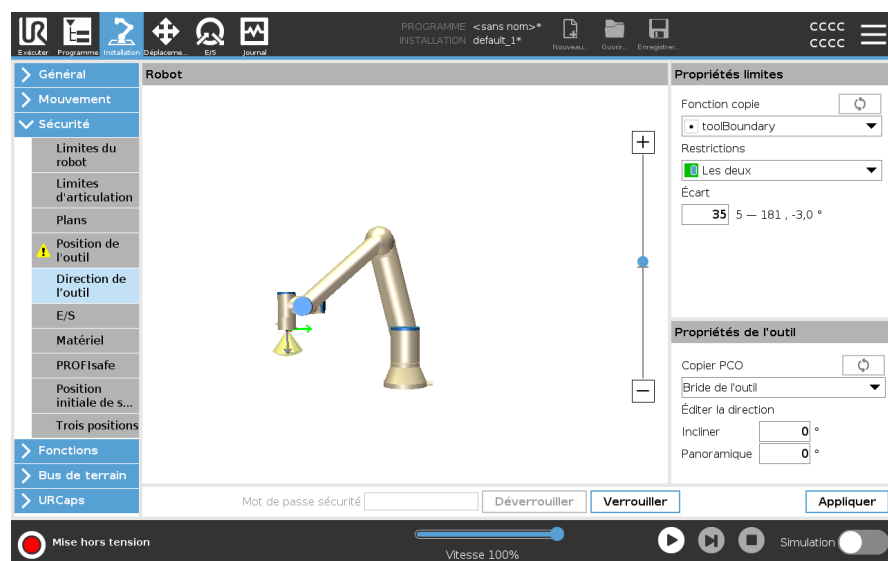 PROGRAMME <sans nom>*
INSTALLATION default_1*
Exécuter Programme Installation Déplaceme... E/S Journal Nouveau... Ouvrir... Enregistrer...
CCCC
CCCC
Général
Mouvement
Sécurité
Limites du
robot
Limites
d'articulation
Plans
Position de
l'outil
Direction de
l'outil
E/S
Matériel
PROFIsafe
Position
initiale de s...
Trois positions
Fonctions
Bus de terrain
URCaps
Robot
Propriétés limites
Fonction copie
toolBoundary
Restrictions
Les deux
Écart
35 5 — 181 , -3,0 °
Propriétés de l'outil
Copier PCO
Bride de l'outil
Éditer la direction
Incliner 0 °
Panoramique 0 °
Mot de passe sécurité Déverrouiller Verrouiller Appliquer
Mise hors tension
Vitesse 100%
Simulation